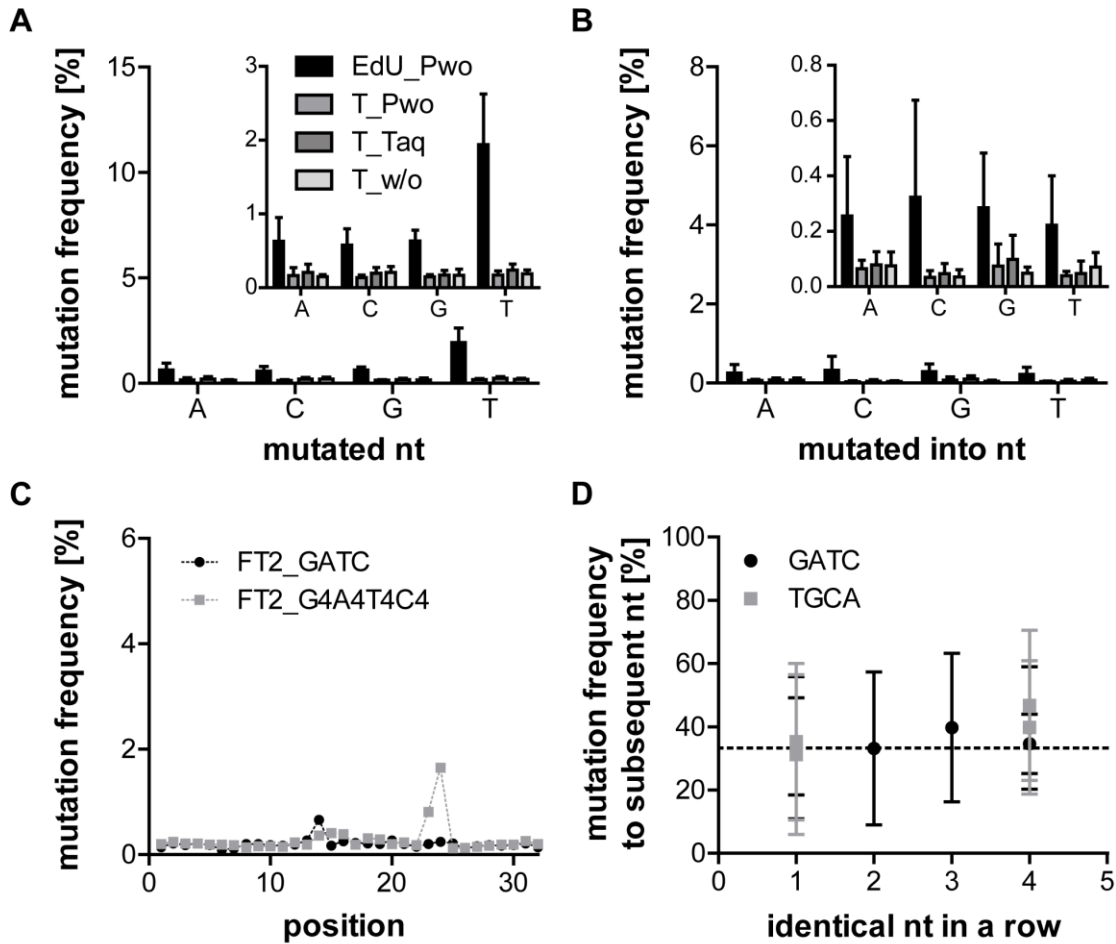 A
mutation frequency [%]
15
10
5
0
3
2
1
0
EdU_Pwo
T_Pwo
T_Taq
T_w/o
A C G T
A C G T
mutated nt
B
mutation frequency [%]
8
6
4
2
0
0.8
0.6
0.4
0.2
0.0
A C G T
A C G T
mutated into nt
C
mutation frequency [%]
6
4
2
0
FT2_GATC
FT2_G4A4T4C4
0 10 20 30
position
D
mutation frequency
to subsequent nt [%]
100
80
60
40
20
0
GATC
TGCA
0 1 2 3 4 5
identical nt in a row